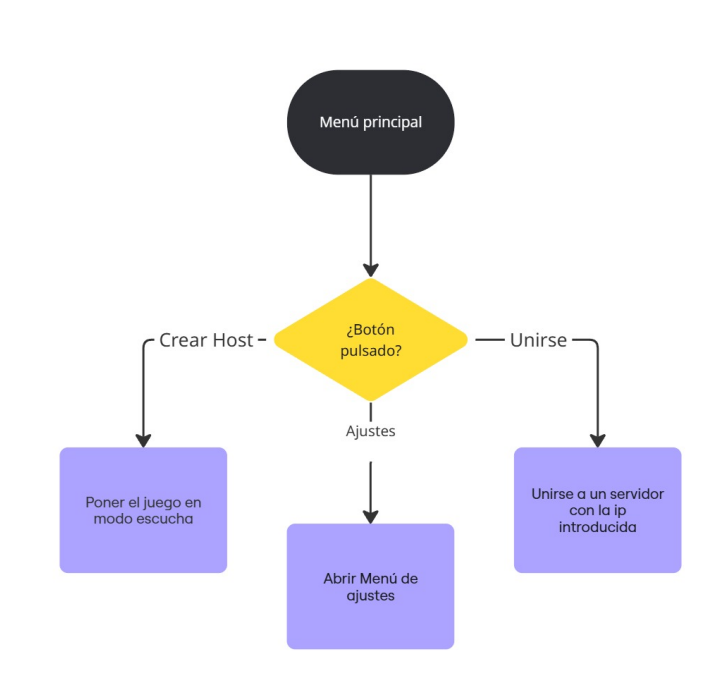 Menú principal
¿Botón
pulsado?
Crear Host
Unirse
Ajustes
Poner el juego en
modo escucha
Unirse a un servidor
con la ip
introducida
Abrir Menú de
ajustes